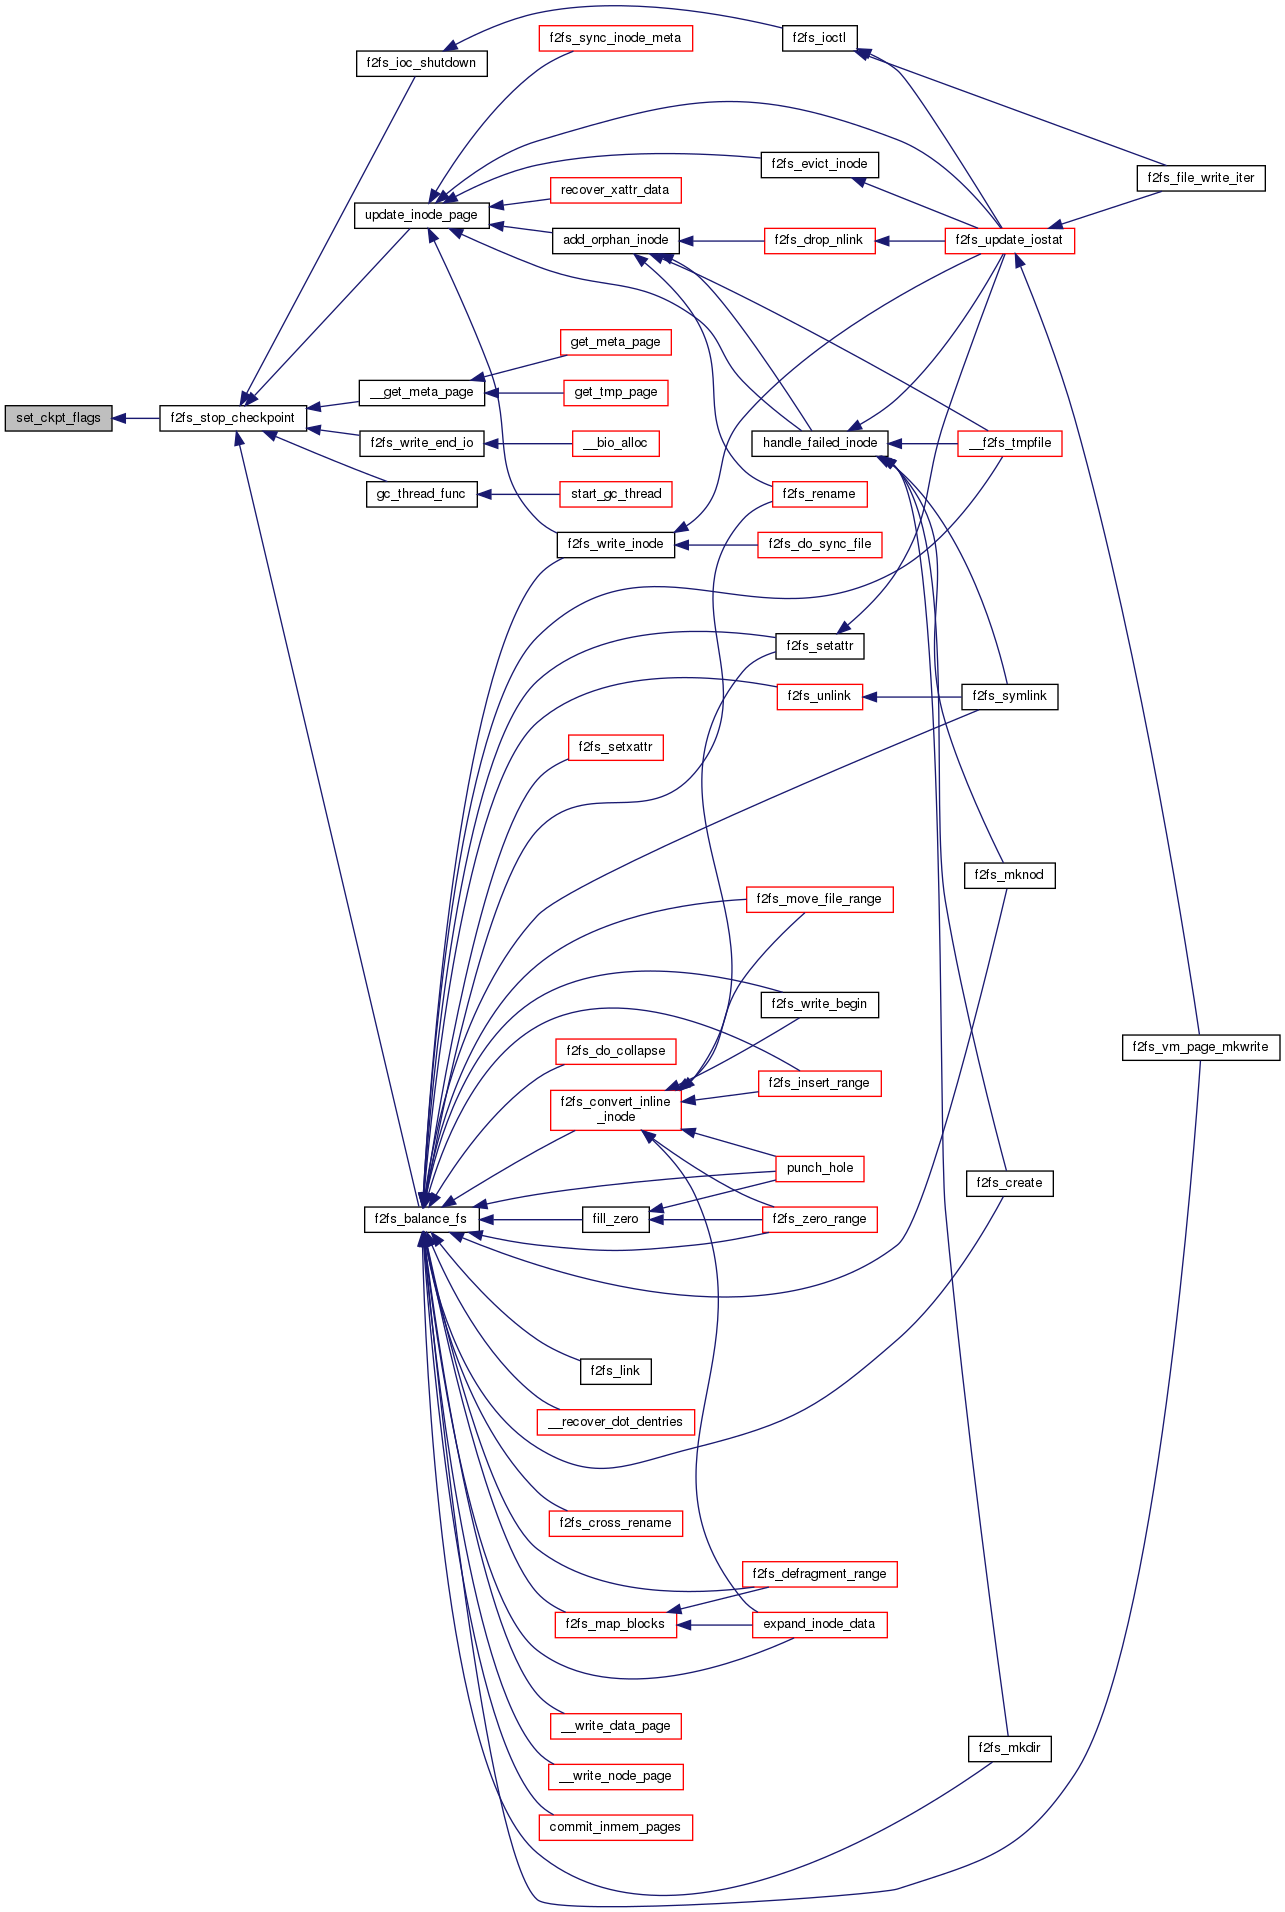 f2fs_ioctl
f2fs_sync_inode_meta
f2fs_ioc_shutdown
f2fs_evict_inode
f2fs_file_write_iter
recover_xattr_data
update_inode_page
add_orphan_inode
f2fs_drop_nlink
f2fs_update_iostat
get_meta_page
__get_meta_page
get_tmp_page
set_ckpt_flags
f2fs_stop_checkpoint
f2fs_write_end_io
__bio_alloc
handle_failed_inode
__f2fs_tmpfile
gc_thread_func
start_gc_thread
f2fs_rename
f2fs_write_inode
f2fs_do_sync_file
f2fs_setattr
f2fs_unlink
f2fs_symlink
f2fs_setxattr
f2fs_mknod
f2fs_move_file_range
f2fs_write_begin
f2fs_vm_page_mkwrite
f2fs_do_collapse
f2fs_insert_range
f2fs_convert_inline
_inode
punch_hole
f2fs_create
f2fs_balance_fs
fill_zero
f2fs_zero_range
f2fs_link
__recover_dot_dentries
f2fs_cross_rename
f2fs_defragment_range
f2fs_map_blocks
expand_inode_data
__write_data_page
f2fs_mkdir
__write_node_page
commit_inmem_pages